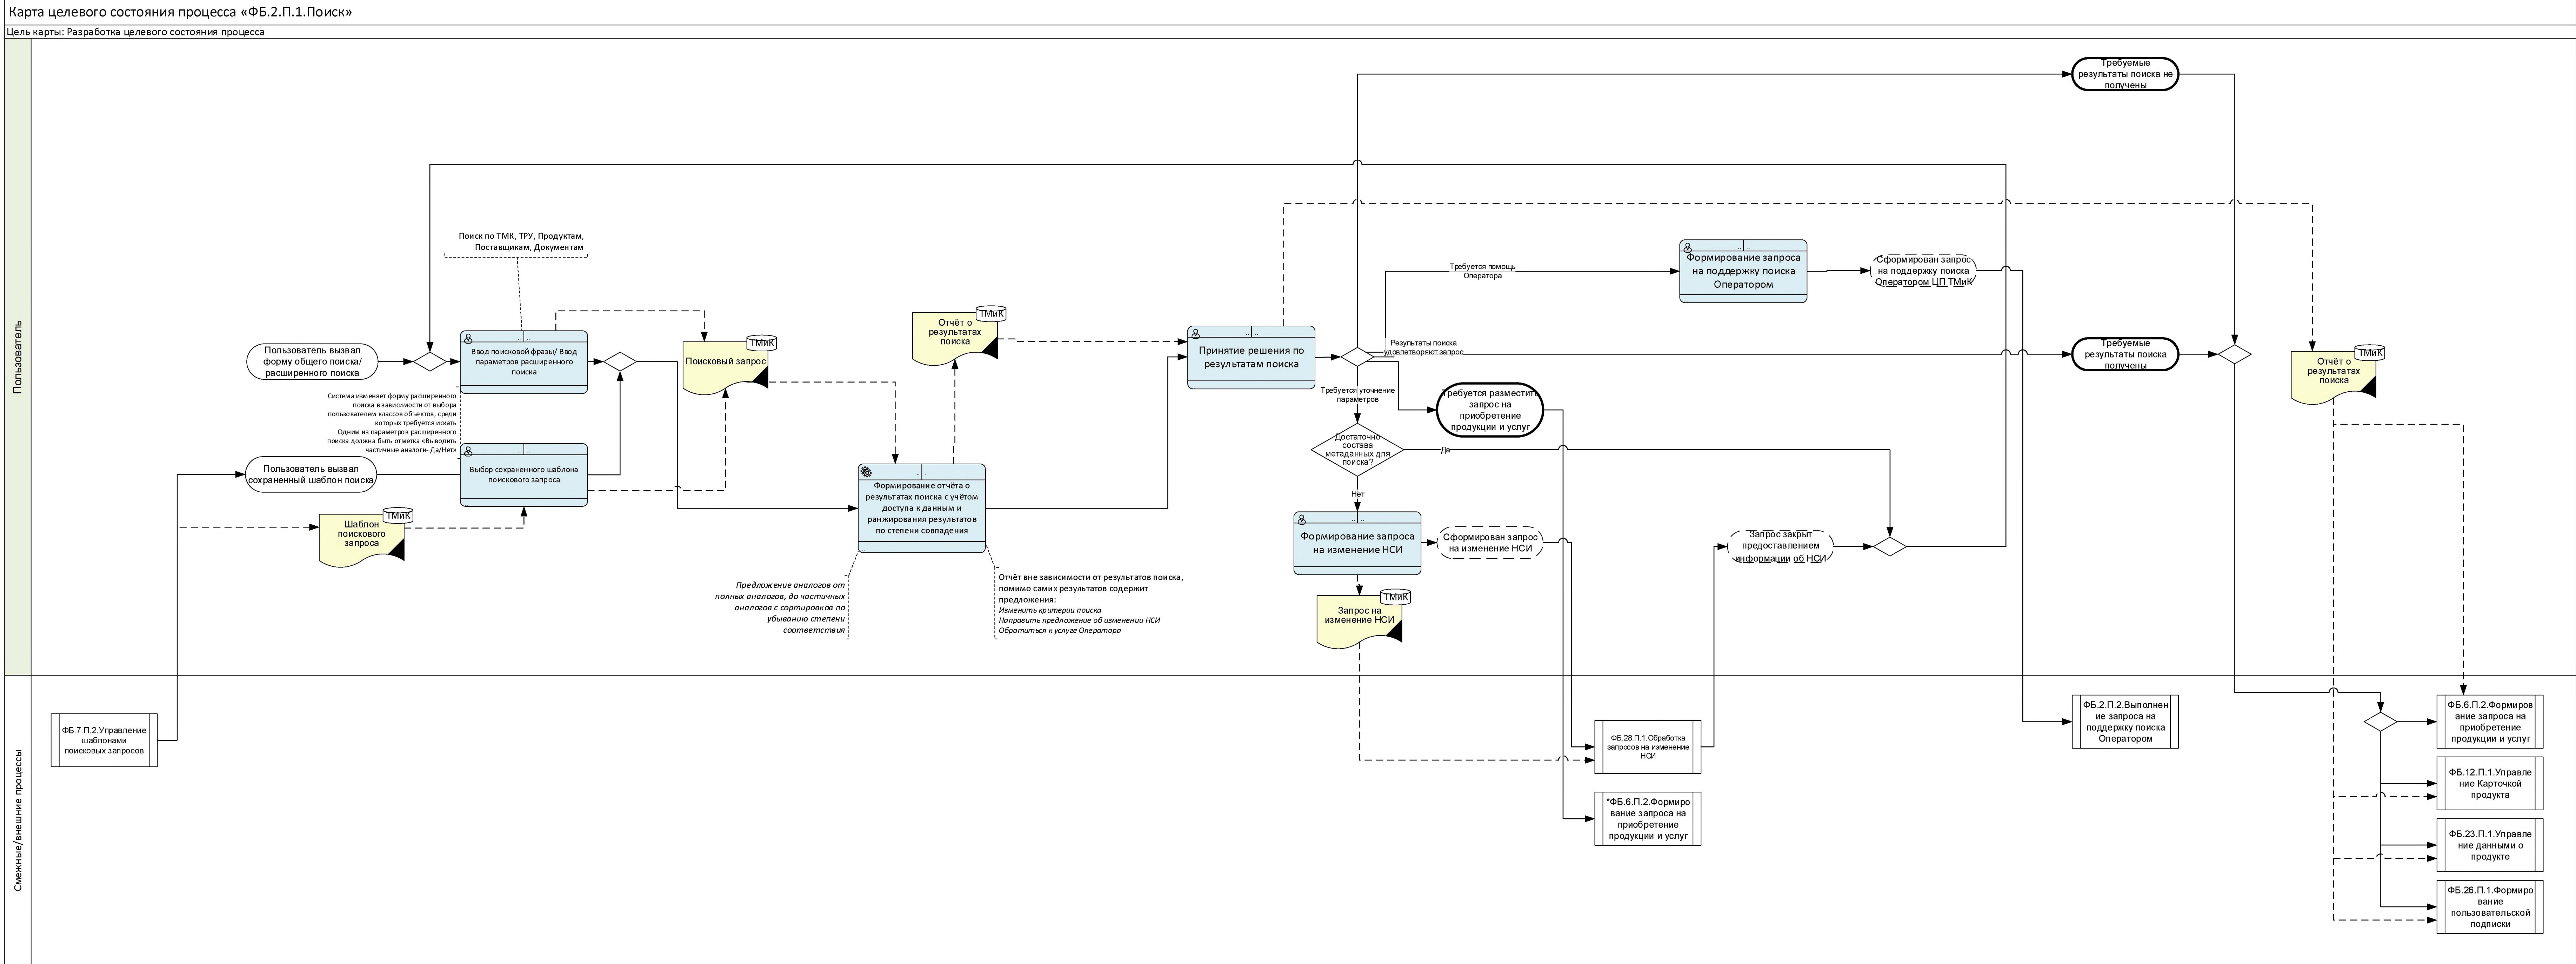 Карта целевого состояния процесса «ФБ.2.П.1.Поиск»
Цель карты: Разработка целевого состояния процесса
Пользователь
Требуемые
результаты поиска не
получены
Поиск по ТМК, ТРУ, Продуктам,
Поставщикам, Документам
Пользователь вызвал
форму общего поиска/
расширенного поиска
Ввод поисковой фразы/ Ввод
параметров расширенного
поиска
Система изменяет форму расширенного
поиска в зависимости от выбора
пользователем классов объектов, среди
которых требуется искать
Одним из параметров расширенного
поиска должна быть отметка «Выводить
частичные аналоги- Да/Нет»
Пользователь вызвал
сохраненный шаблон поиска
Выбор сохраненного шаблона
поискового запроса
ТМиК
Шаблон
поискового
запроса
ТМиК
Поисковый запрос
ТМиК
Отчёт о
результатах
поиска
Формирование отчёта о
результатах поиска с учётом
доступа к данным и
ранжирования результатов
по степени совпадения
Предложение аналогов от
полных аналогов, до частичных
аналогов с сортировков по
убыванию степени
соответствия
Отчёт вне зависимости от результатов поиска,
помимо самих результатов содержит
предложения:
Изменить критерии поиска
Направить предложение об изменении НСИ
Обратиться к услуге Оператора
Принятие решения по
результатам поиска
Требуется помощь
Оператора
Результаты поиска
удовлетворяют запрос
Требуется уточнение
параметров
Формирование запроса
на поддержку поиска
Оператором
Сформирован запрос
на поддержку поиска
Оператором ЦП ТМиК
Требуемые
результаты поиска
получены
Требуется разместить
запрос на
приобретение
продукции и услуг
Достаточно
состава
метаданных для
поиска?
Да
Нет
Формирование запроса
на изменение НСИ
Сформирован запрос
на изменение НСИ
ТМиК
Запрос на
изменение НСИ
Запрос закрыт
предоставлением
информации об НСИ
ТМиК
Отчёт о
результатах
поиска
Смежные/внешние процессы
ФБ.7.П.2.Управление
шаблонами
поисковых запросов
ФБ.28.П.1.Обработка
запросов на изменение
НСИ
*ФБ.6.П.2.Формиро
вание запроса на
приобретение
продукции и услуг
ФБ.2.П.2.Выполнен
ие запроса на
поддержку поиска
Оператором
ФБ.6.П.2.Формиров
ание запроса на
приобретение
продукции и услуг
ФБ.12.П.1.Управле
ние Карточкой
продукта
ФБ.23.П.1.Управле
ние данными о
продукте
ФБ.26.П.1.Формиро
вание
пользовательской
подписки